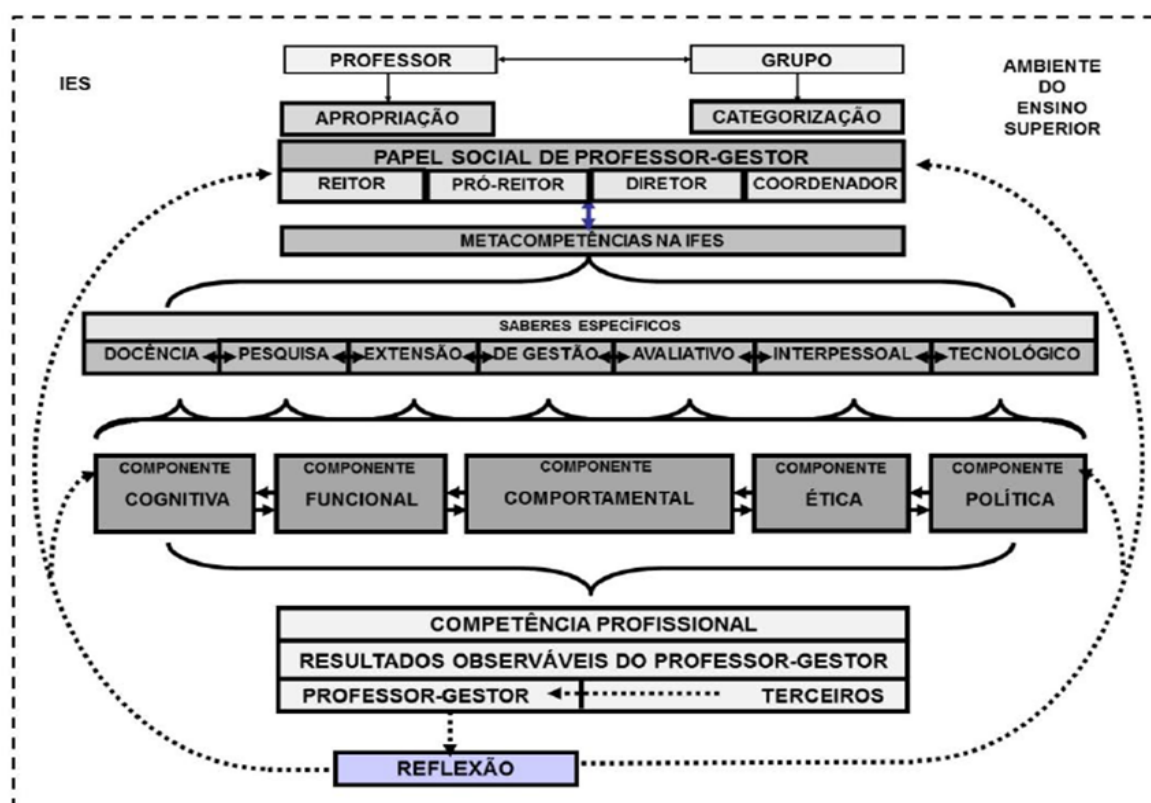 PROFESSOR
GRUPO
IES
AMBIENTE
DO
ENSINO
SUPERIOR
APROPRIAÇÃO
CATEGORIZAÇÃO
PAPEL SOCIAL DE PROFESSOR-GESTOR
REITOR
PRÓ-REITOR
DIRETOR
COORDENADOR
METACOMPETÊNCIAS NA IFES
SABERES ESPECÍFICOS
DOCÊNCIA
PESQUISA
EXTENSÃO
DE GESTÃO
AVALIATIVO
INTERPESSOAL
TECNOLÓGICO
COMPONENTE
COGNITIVA
COMPONENTE
FUNCIONAL
COMPONENTE
COMPORTAMENTAL
COMPONENTE
ÉTICA
COMPONENTE
POLÍTICA
COMPETÊNCIA PROFISSIONAL
RESULTADOS OBSERVÁVEIS DO PROFESSOR-GESTOR
PROFESSOR-GESTOR
TERCEIROS
REFLEXÃO